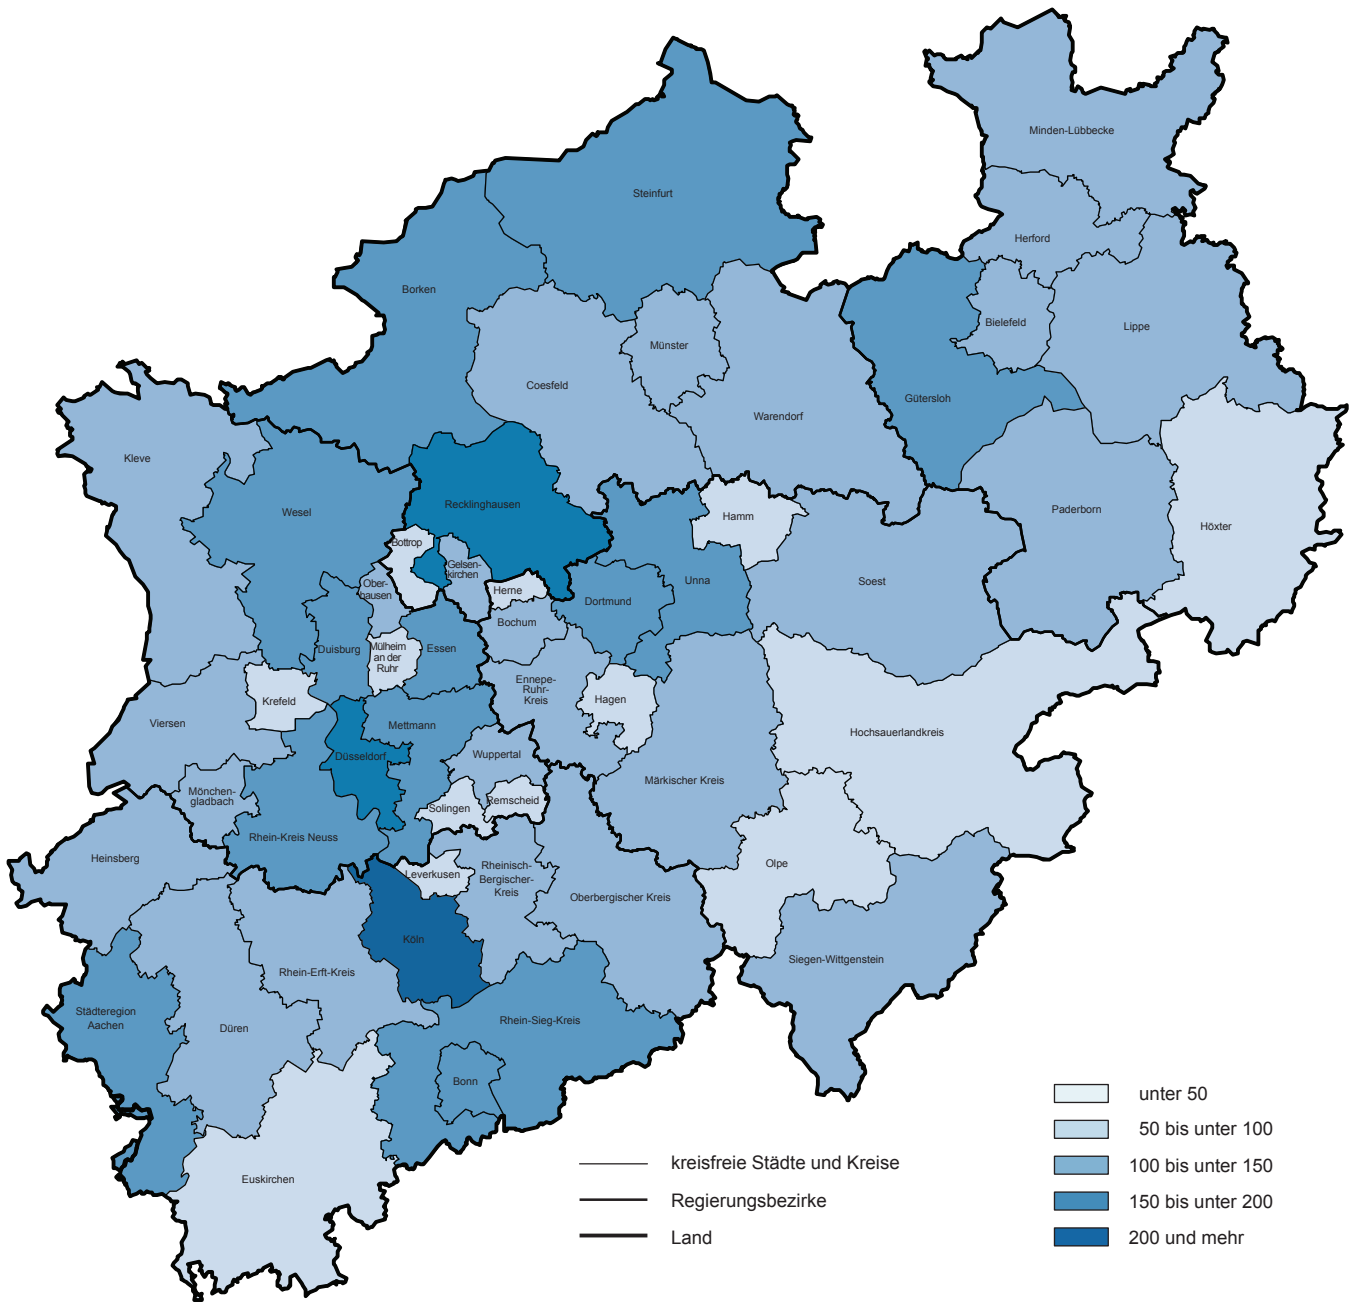 Minden-Lübbecke
Steinfurt
Herford
Borken
Bielefeld
Lippe
Münster
Coesfeld
Gütersloh
Warendorf
Kleve
Recklinghausen
Wesel
Paderborn
Hamm
Höxter
Bottrop
Gelsen-
kirchen
Unna
Soest
Ober-
hausen
Herne
Dortmund
Bochum
Duisburg
Mülheim
an der
Ruhr
Essen
Ennepe-
Ruhr-
Kreis
Hagen
Krefeld
Viersen
Mettmann
Hochsauerlandkreis
Düsseldorf
Wuppertal
Märkischer Kreis
Mönchen-
gladbach
Solingen
Remscheid
Rhein-Kreis Neuss
Heinsberg
Leverkusen
Rheinisch-
Bergischer-
Kreis
Olpe
Oberbergischer Kreis
Köln
Siegen-Wittgenstein
Rhein-Erft-Kreis
Städteregion
Aachen
Düren
Rhein-Sieg-Kreis
Bonn
Euskirchen
kreisfreie Städte und Kreise
Regierungsbezirke
Land
unter 50
50 bis unter 100
100 bis unter 150
150 bis unter 200
200 und mehr